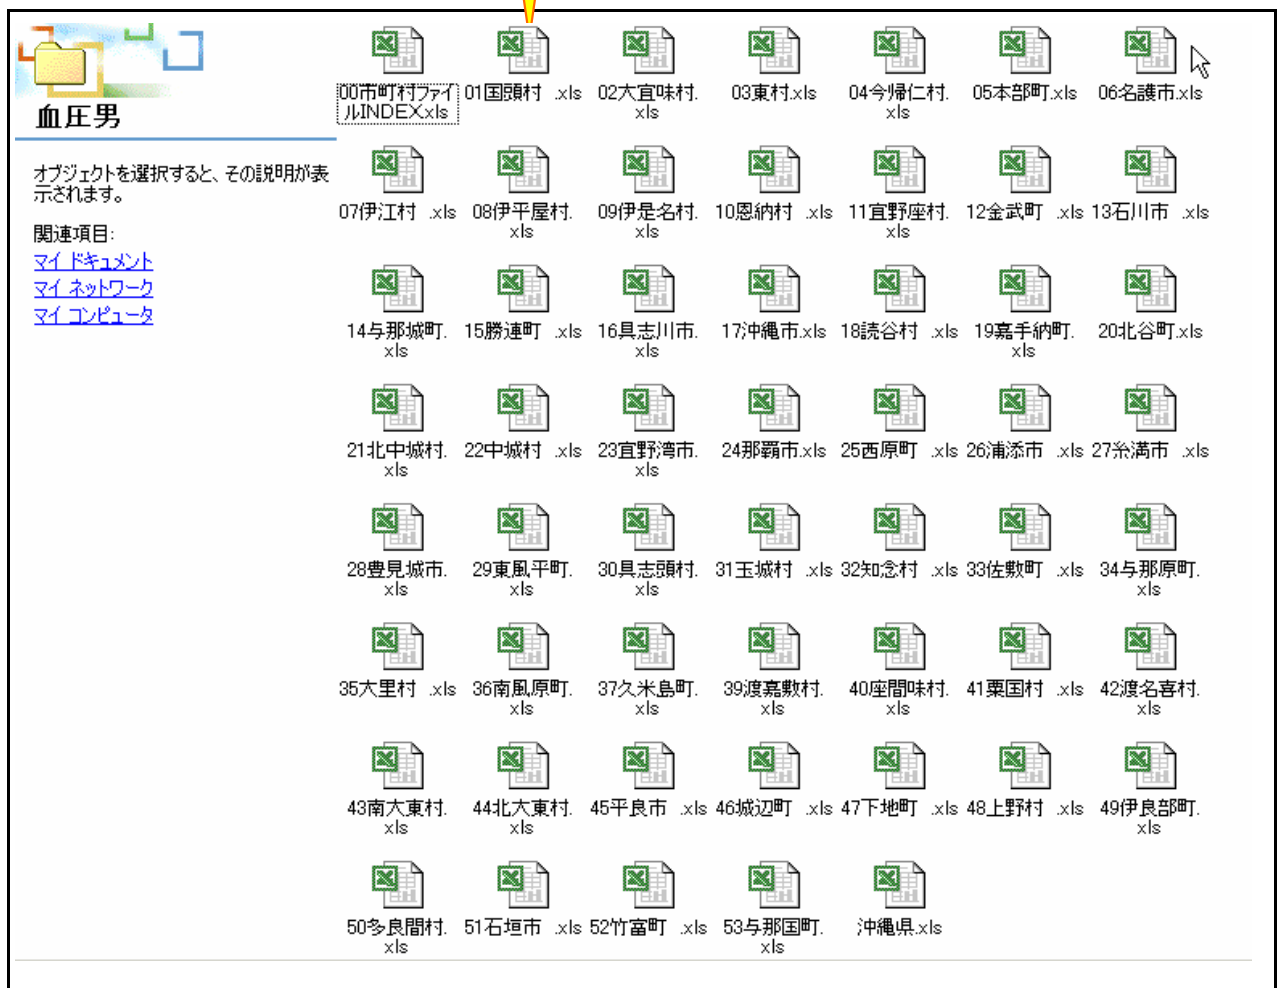 血圧男
オブジェクトを選択すると、その説明が表
示されます。
関連項目:
マイ ドキュメント
マイ ネットワーク
マイ コンピュータ
00市町村ファイ
ルINDEX.xls
01国頭村 .xls
02大宜味村.
xls
03東村.xls
04今帰仁村.
xls
05本部町.xls
06名護市.xls
07伊江村 .xls
08伊平屋村.
xls
09伊是名村.
xls
10恩納村 .xls
11宜野座村.
xls
12金武町 .xls
13石川市 .xls
14与那城町.
xls
15勝連町 .xls
16具志川市.
xls
17沖縄市.xls
18読谷村 .xls
19嘉手納町.
xls
20北谷町.xls
21北中城村.
xls
22中城村 .xls
23宜野湾市.
xls
24那覇市.xls
25西原町 .xls
26浦添市 .xls
27糸満市 .xls
28豊見城市.
xls
29東風平町.
xls
30具志頭村.
xls
31玉城村 .xls
32知念村 .xls
33佐敷町 .xls
34与那原町.
xls
35大里村 .xls
36南風原町.
xls
37久米島町.
xls
39渡嘉敷村.
xls
40座間味村.
xls
41粟国村 .xls
42渡名喜村.
xls
43南大東村.
xls
44北大東村.
xls
45平良市 .xls
46城辺町 .xls
47下地町 .xls
48上野村 .xls
49伊良部町.
xls
50多良間村.
xls
51石垣市 .xls
52竹富町 .xls
53与那国町.
xls
沖縄県.xls